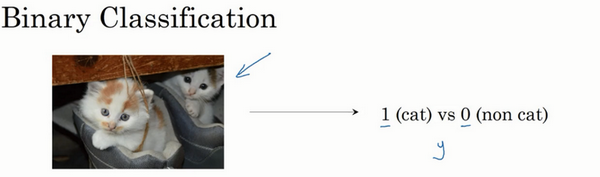 Binary Classification
1 (cat) vs 0 (non cat)
y